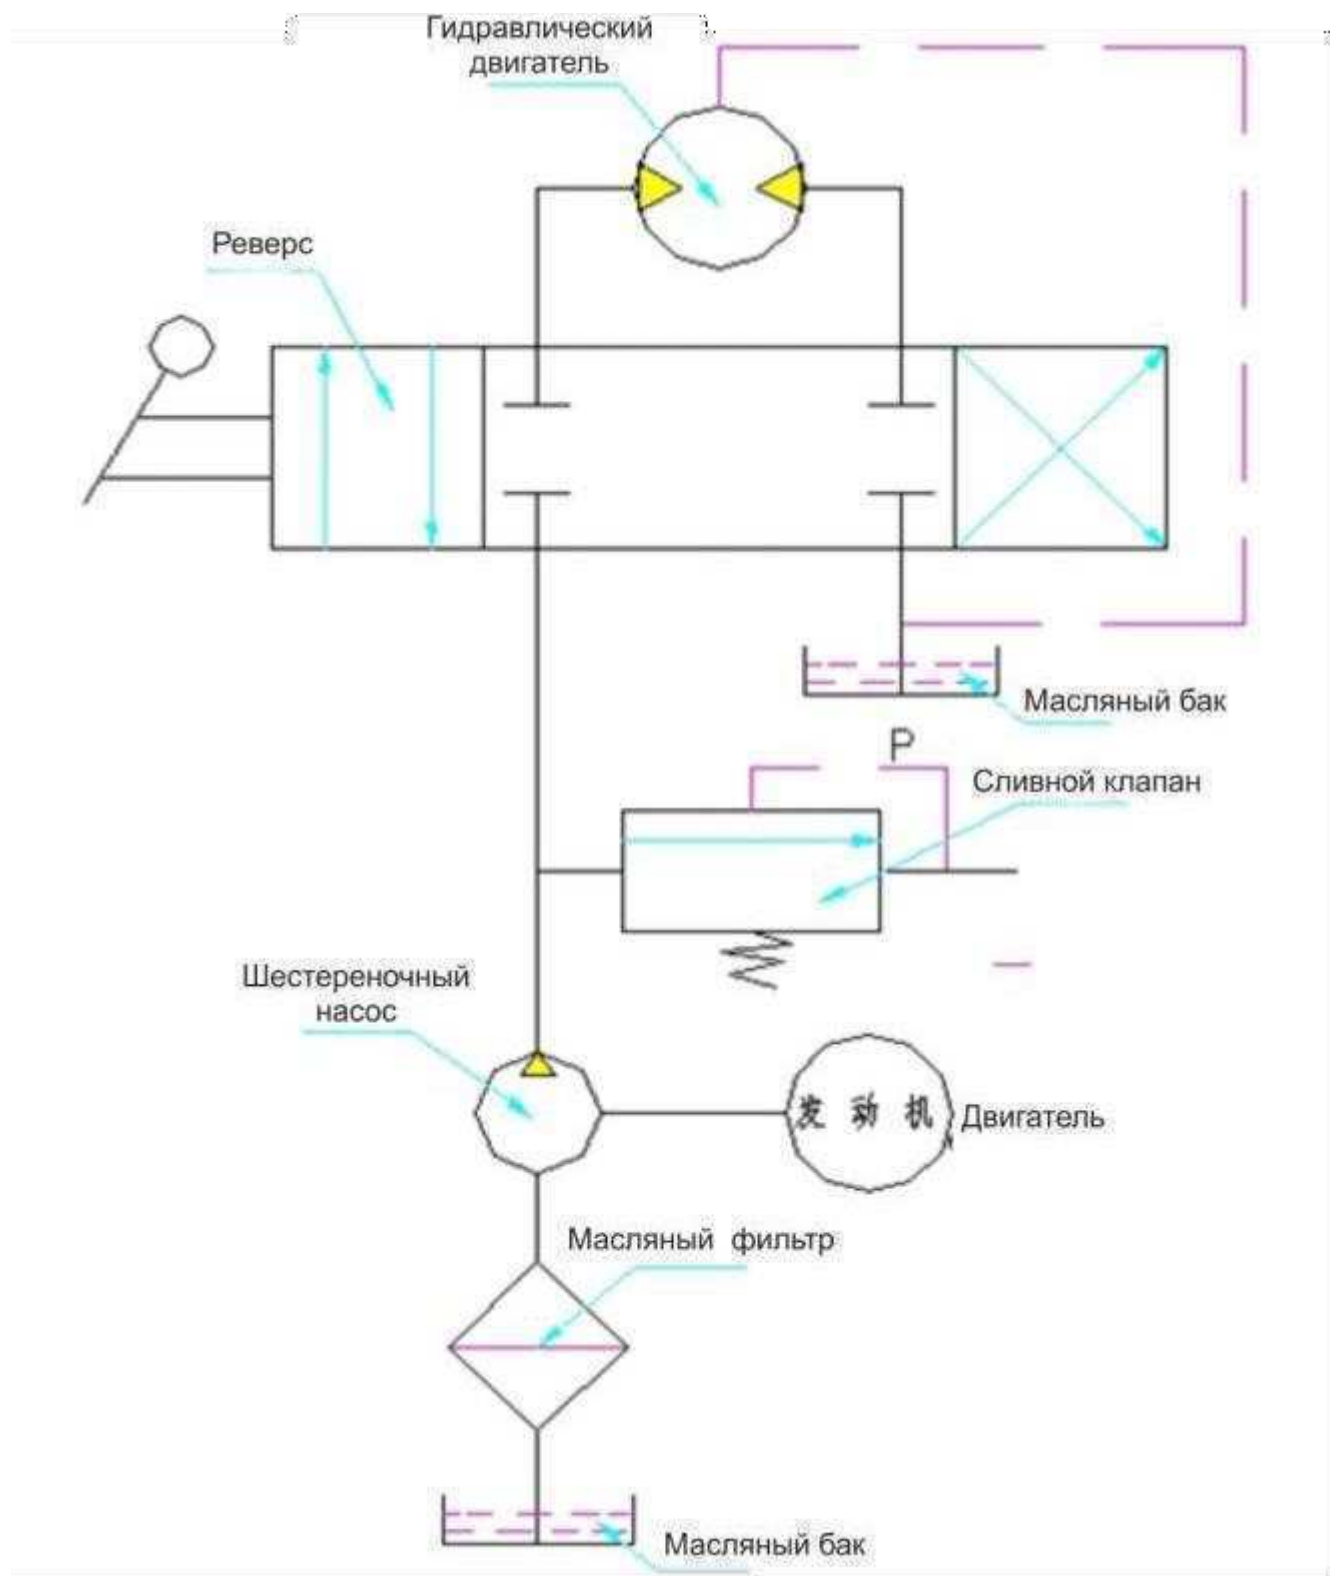 Гидравлический
двигатель
Реверс
Масляный бак
P
Сливной клапан
Шестереночный
насос
发动机
Двигатель
Масляный фильтр
Масляный бак